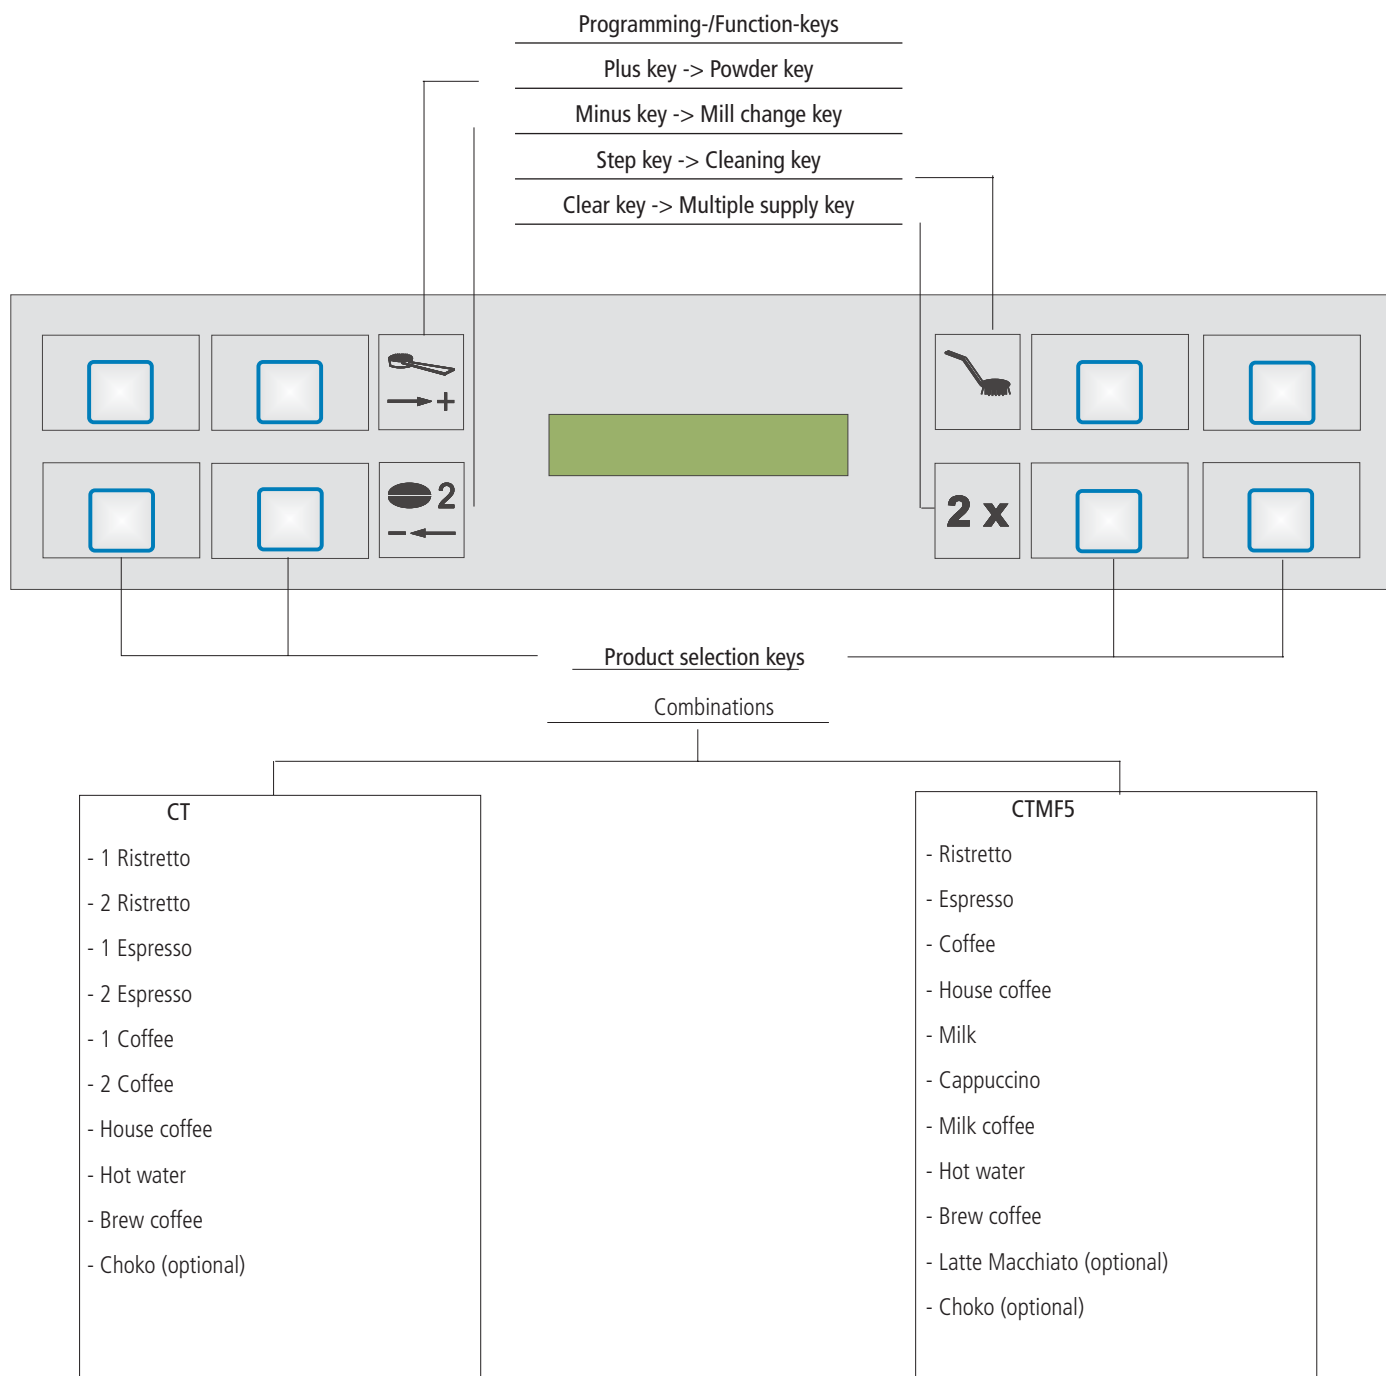 Programming-/Function-keys
Plus key -> Powder key
Minus key -> Mill change key
Step key -> Cleaning key
Clear key -> Multiple supply key
+
2
-
2 x
Product selection keys
Combinations
CT
- 1 Ristretto
- 2 Ristretto
- 1 Espresso
- 2 Espresso
- 1 Coffee
- 2 Coffee
- House coffee
- Hot water
- Brew coffee
- Choko (optional)
CTMF5
- Ristretto
- Espresso
- Coffee
- House coffee
- Milk
- Cappuccino
- Milk coffee
- Hot water
- Brew coffee
- Latte Macchiato (optional)
- Choko (optional)